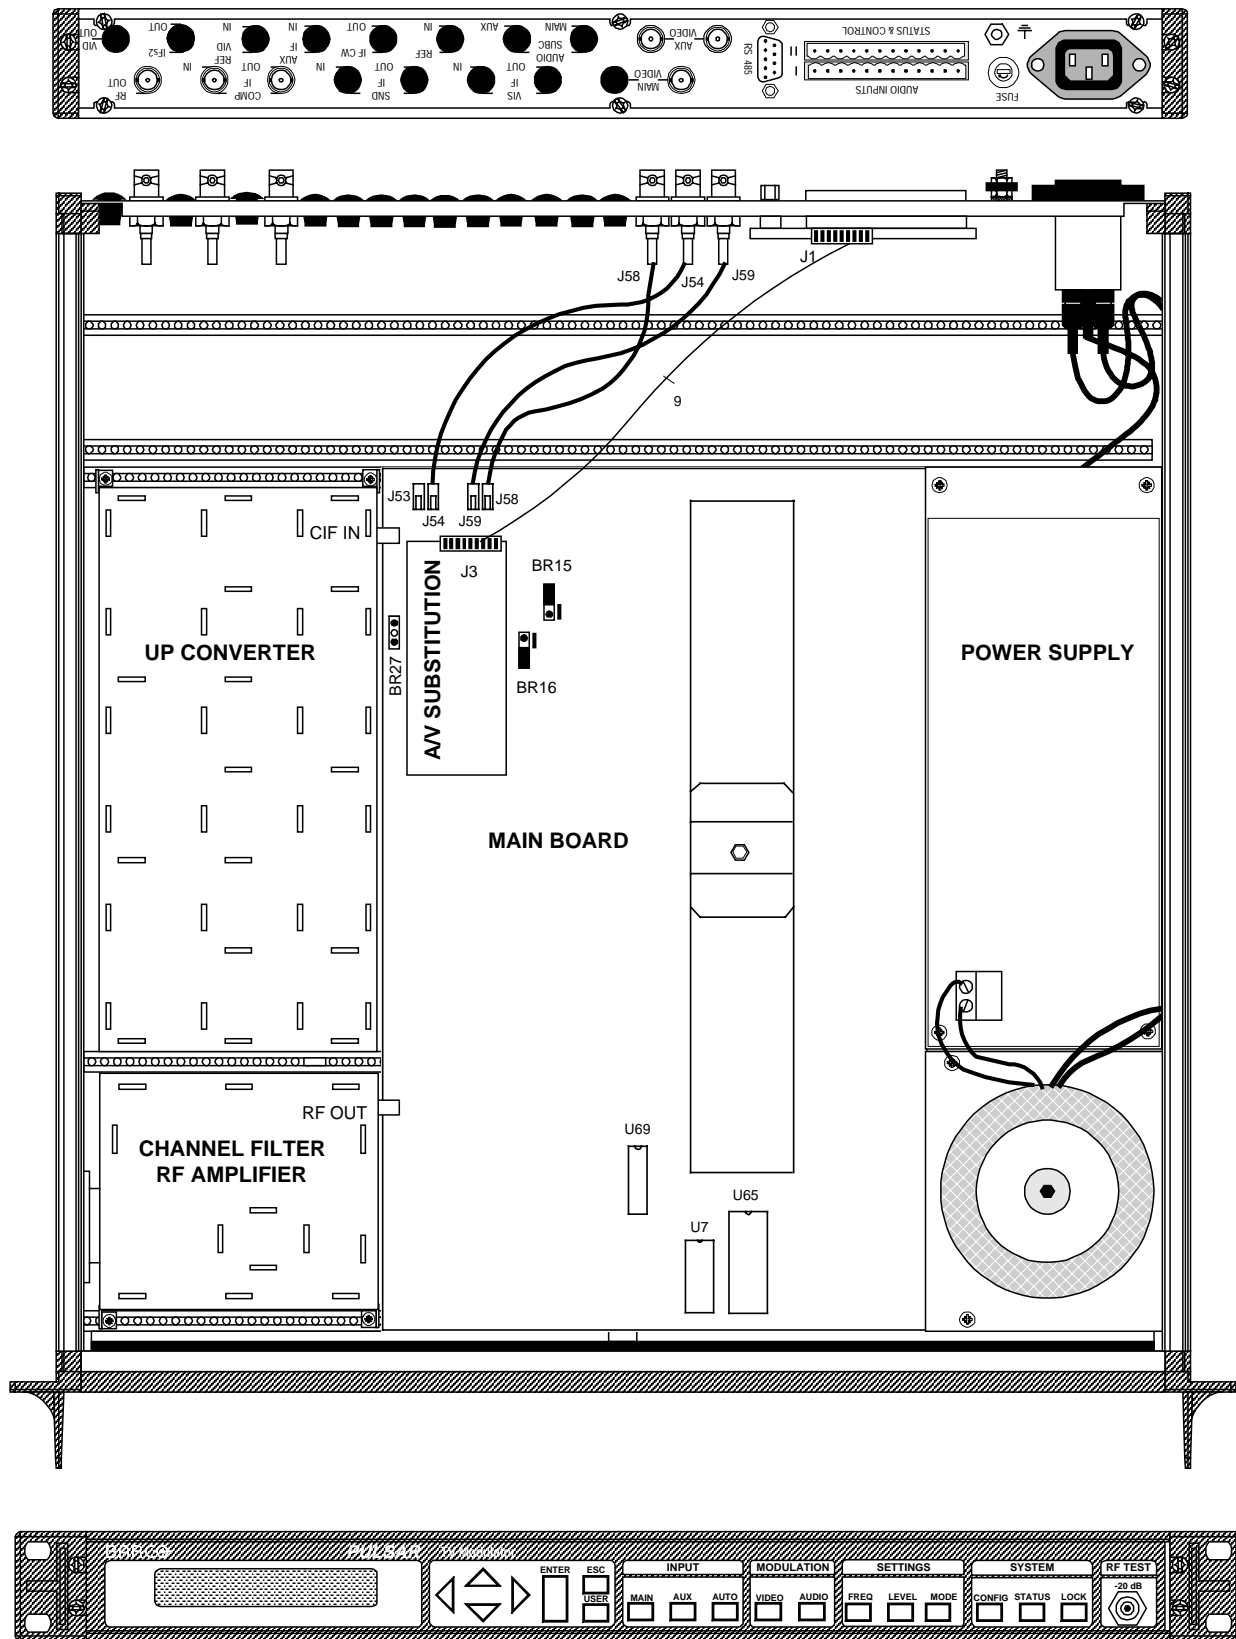 OUT
VID
OUT
IFs2
IN
VID
IN
IF
OUT
IF CW
IN
REF
AUX
MAIN
SUBC
AUDIO
AUX
VIDEO
RS 485
II
I
STATUS & CONTROL
AUDIO INPUTS
FUSE
OUT
RF
IN
REF
OUT
COMP
AUX
IF
IN
OUT
IF
SND
IN
OUT
IF
VIS
MAIN
VIDEO
J58
J54
J59
J1
9
J53
J54
J59
J58
CIF IN
J3
BR15
A/V SUBSTITUTION
BR27
BR16
UP CONVERTER
POWER SUPPLY
MAIN BOARD
RF OUT
CHANNEL FILTER
RF AMPLIFIER
U69
U65
U7
BARCO
PULSAR
TV Modulator
ENTER
ESC
USER
INPUT
MAIN AUX AUTO
MODULATION
VIDEO AUDIO
SETTINGS
FREQ LEVEL MODE
SYSTEM
CONFIG STATUS LOCK
RF TEST
-20 dB